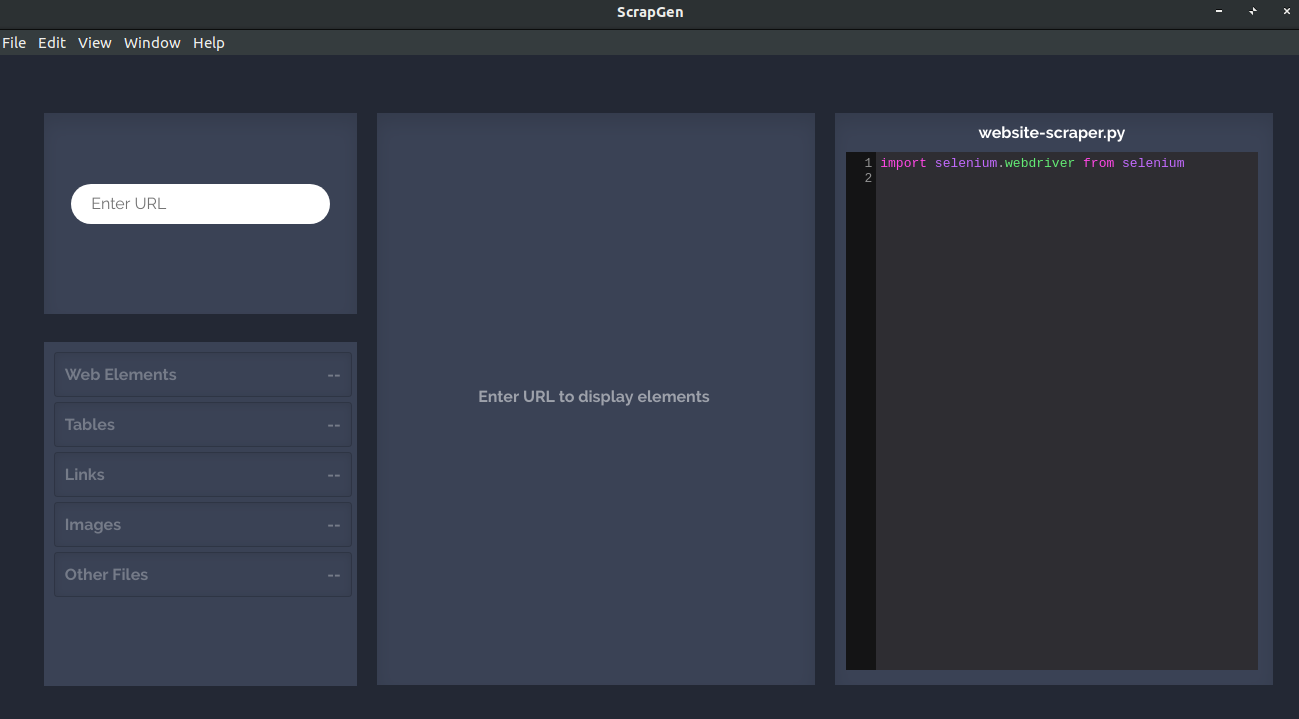 ScrapGen
File Edit View Window Help
Enter URL
Web Elements --
Tables --
Links --
Images --
Other Files --
Enter URL to display elements
website-scraper.py
1 import selenium.webdriver from selenium
2